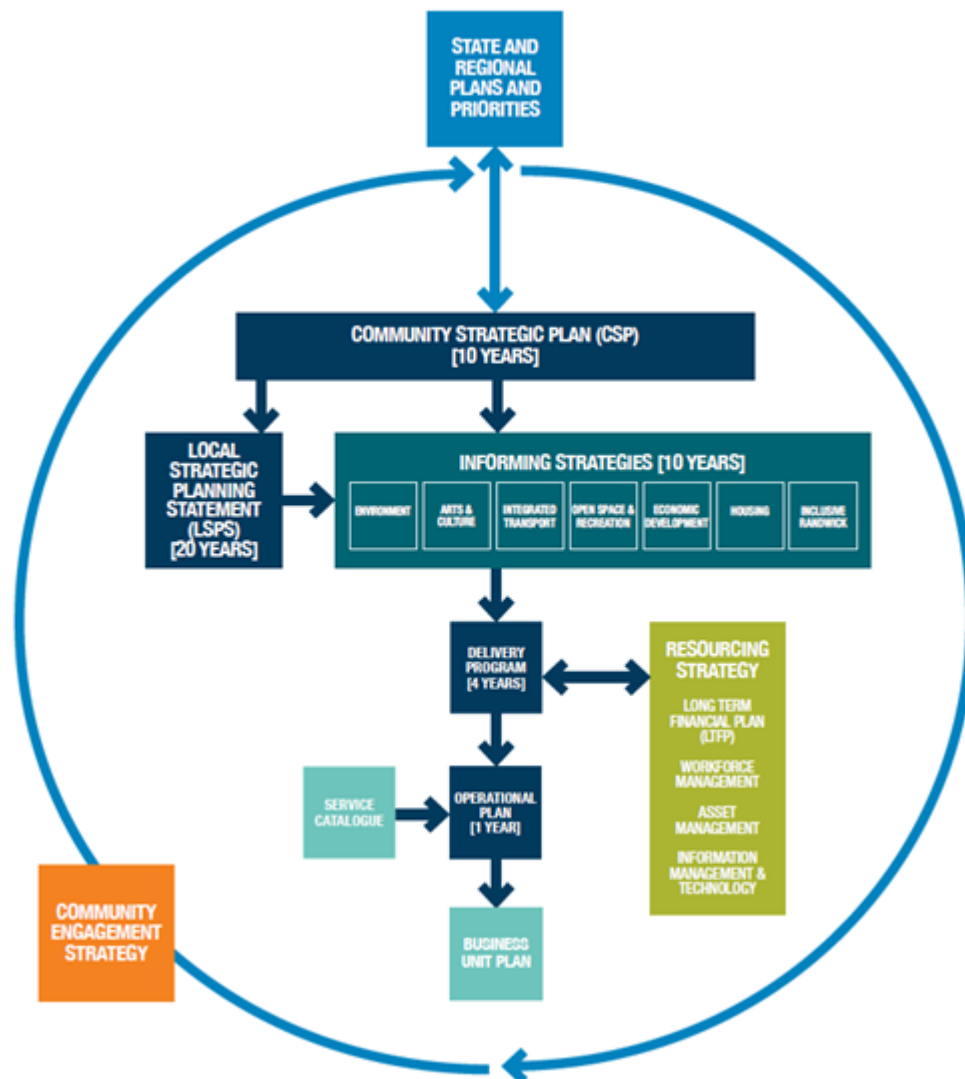 STATE AND
REGIONAL
PLANS AND
PRIORITIES
COMMUNITY STRATEGIC PLAN (CSP)
[10 YEARS]
LOCAL
STRATEGIC
PLANNING
STATEMENT
(LSPS)
[20 YEARS]
INFORMING STRATEGIES [10 YEARS]
ENVIRONMENT
ARTS &
CULTURE
INTEGRATED
TRANSPORT
OPEN SPACE &
RECREATION
ECONOMIC
DEVELOPMENT
HOUSING
INCLUSIVE
RANDWICK
DELIVERY
PROGRAM
[4 YEARS]
RESOURCING
STRATEGY
LONG TERM
FINANCIAL PLAN
(LTFP)
WORKFORCE
MANAGEMENT
ASSET
MANAGEMENT
INFORMATION
MANAGEMENT &
TECHNOLOGY
SERVICE
CATALOGUE
OPERATIONAL
PLAN
[1 YEAR]
COMMUNITY
ENGAGEMENT
STRATEGY
BUSINESS
UNIT PLAN